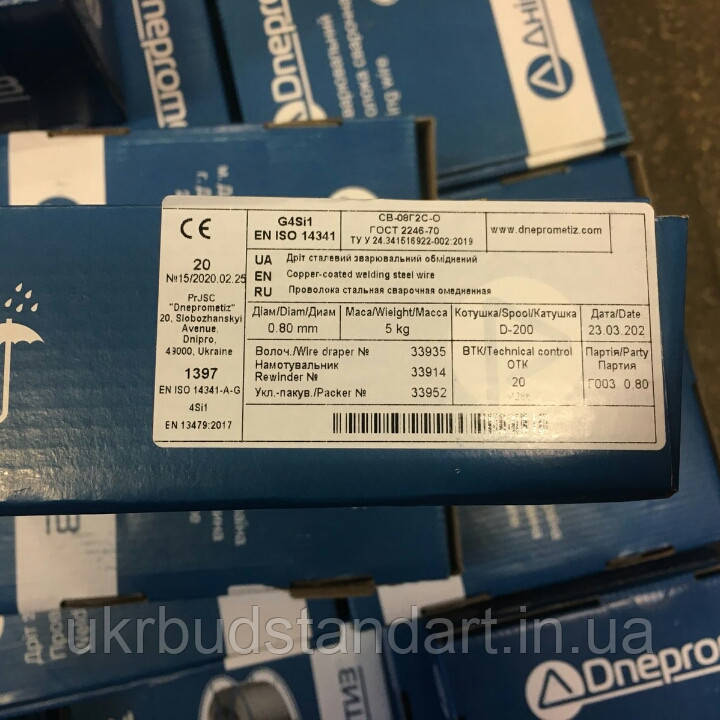 Dneprom
зварювальний
ing wire
CE
G4Si1
EN ISO 14341
СВ-08Г2С-О
ГОСТ 2246-70
ТУ У 24.341516922-002:2019
www.dneprometiz.com
20
№15/2020.02.25
UA Дріт сталевий зварювальний обміднений
EN Copper-coated welding steel wire
RU Проволока стальная сварочная омедненная
PrJSC
"Dneprometiz"
20, Slobozhanskyi
Avenue,
Dnipro,
49000, Ukraine
Діам/Diam/Диам
0.80 mm
Маса/Weight/Масса
5 kg
Котушка/Spool/Катушка
D-200
Дата/Date
23.03.202
1397
EN ISO 14341-A-G
4Si1
EN 13479:2017
Волоч./Wire draper № 33935
Намотувальник
Rewinder № 33914
Укл.-пакув./Packer № 33952
ВТК/Technical control
ОТК
20
Партія/Party
Партия
Г003 0.80
ukrbudstandart.in.ua
Dneprom